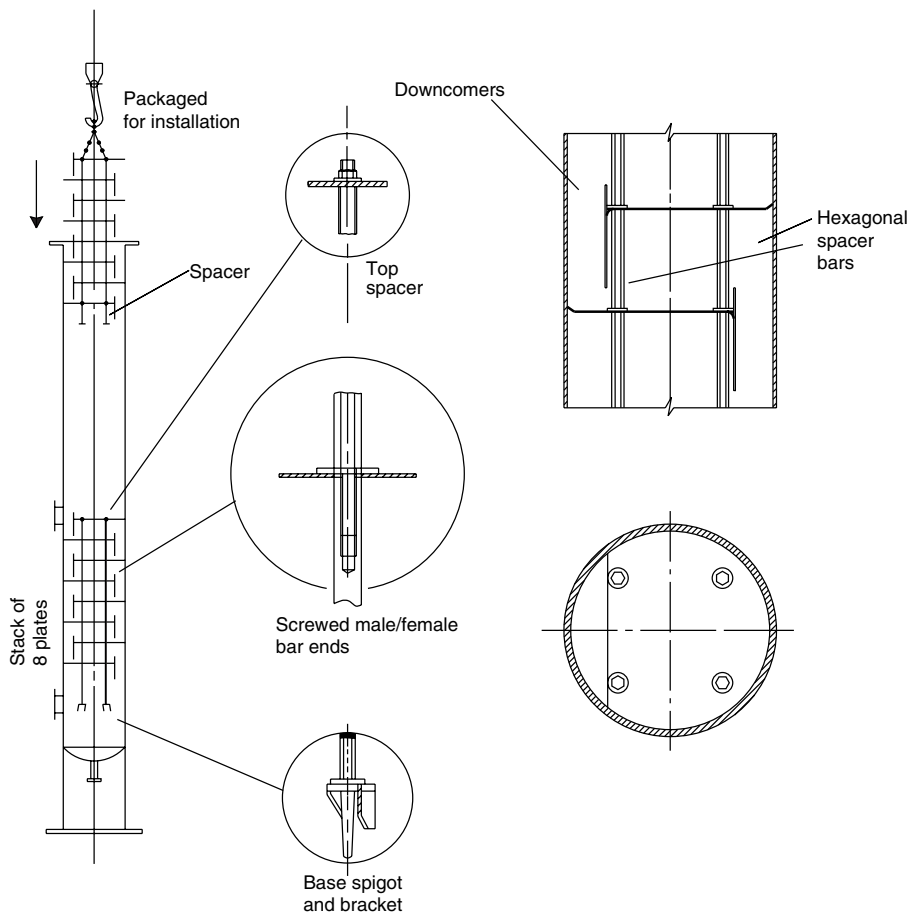 Packaged
for installation
Spacer
Top
spacer
Stack of
8 plates
Screwed male/female
bar ends
Base spigot
and bracket
Downcomers
Hexagonal
spacer
bars